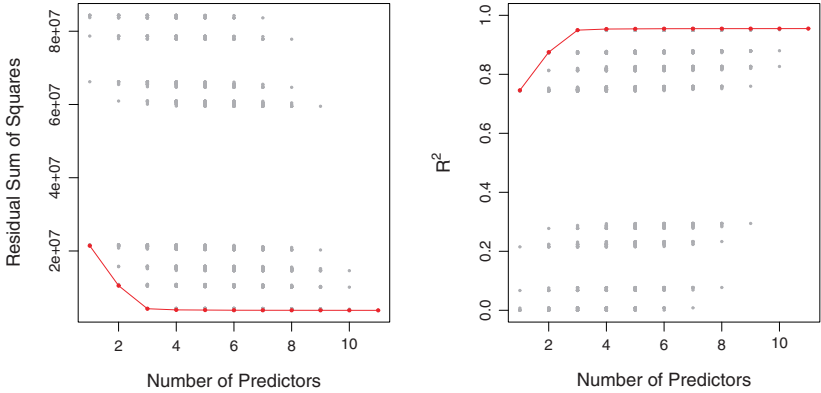 Residual Sum of Squares
2e+07 4e+07 6e+07 8e+07
2 4 6 8 10
Number of Predictors
R²
0.0 0.2 0.4 0.6 0.8 1.0
2 4 6 8 10
Number of Predictors